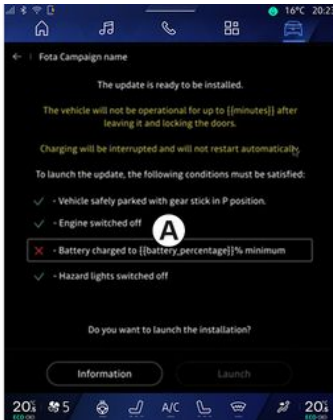 16°C 20:23
Fota Campaign name
The update is ready to be installed.
The vehicle will not be operational for up to [[minutes]] after
leaving it and locking the doors.
Charging will be interrupted and will not restart automatically.
To launch the update, the following conditions must be satisfied:
- Vehicle safely parked with gear stick in P position.
- Engine switched off
A
- Battery charged to [[battery_percentage]]% minimum
- Hazard lights switched off
Do you want to launch the installation?
Information Launch
20 5 A/C 20
ECO ECO